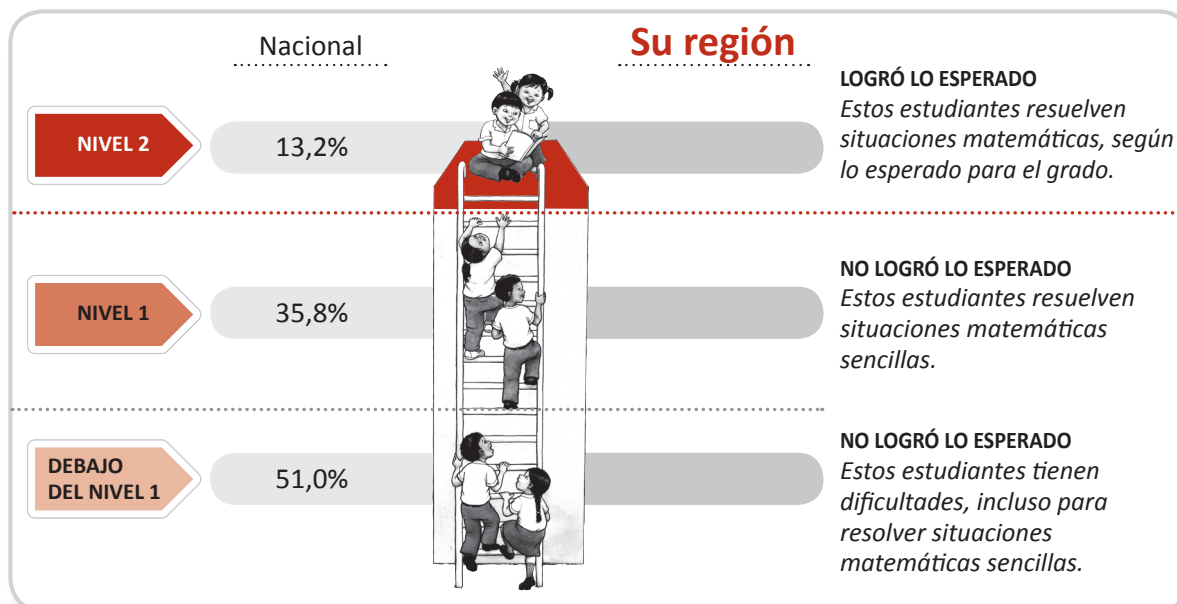 Nacional
Su región
NIVEL 2
13,2%
LOGRÓ LO ESPERADO
Estos estudiantes resuelven
situaciones matemáticas, según
lo esperado para el grado.
NIVEL 1
35,8%
NO LOGRÓ LO ESPERADO
Estos estudiantes resuelven
situaciones matemáticas
sencillas.
DEBAJO
DEL NIVEL 1
51,0%
NO LOGRÓ LO ESPERADO
Estos estudiantes tienen
dificultades, incluso para
resolver situaciones
matemáticas sencillas.